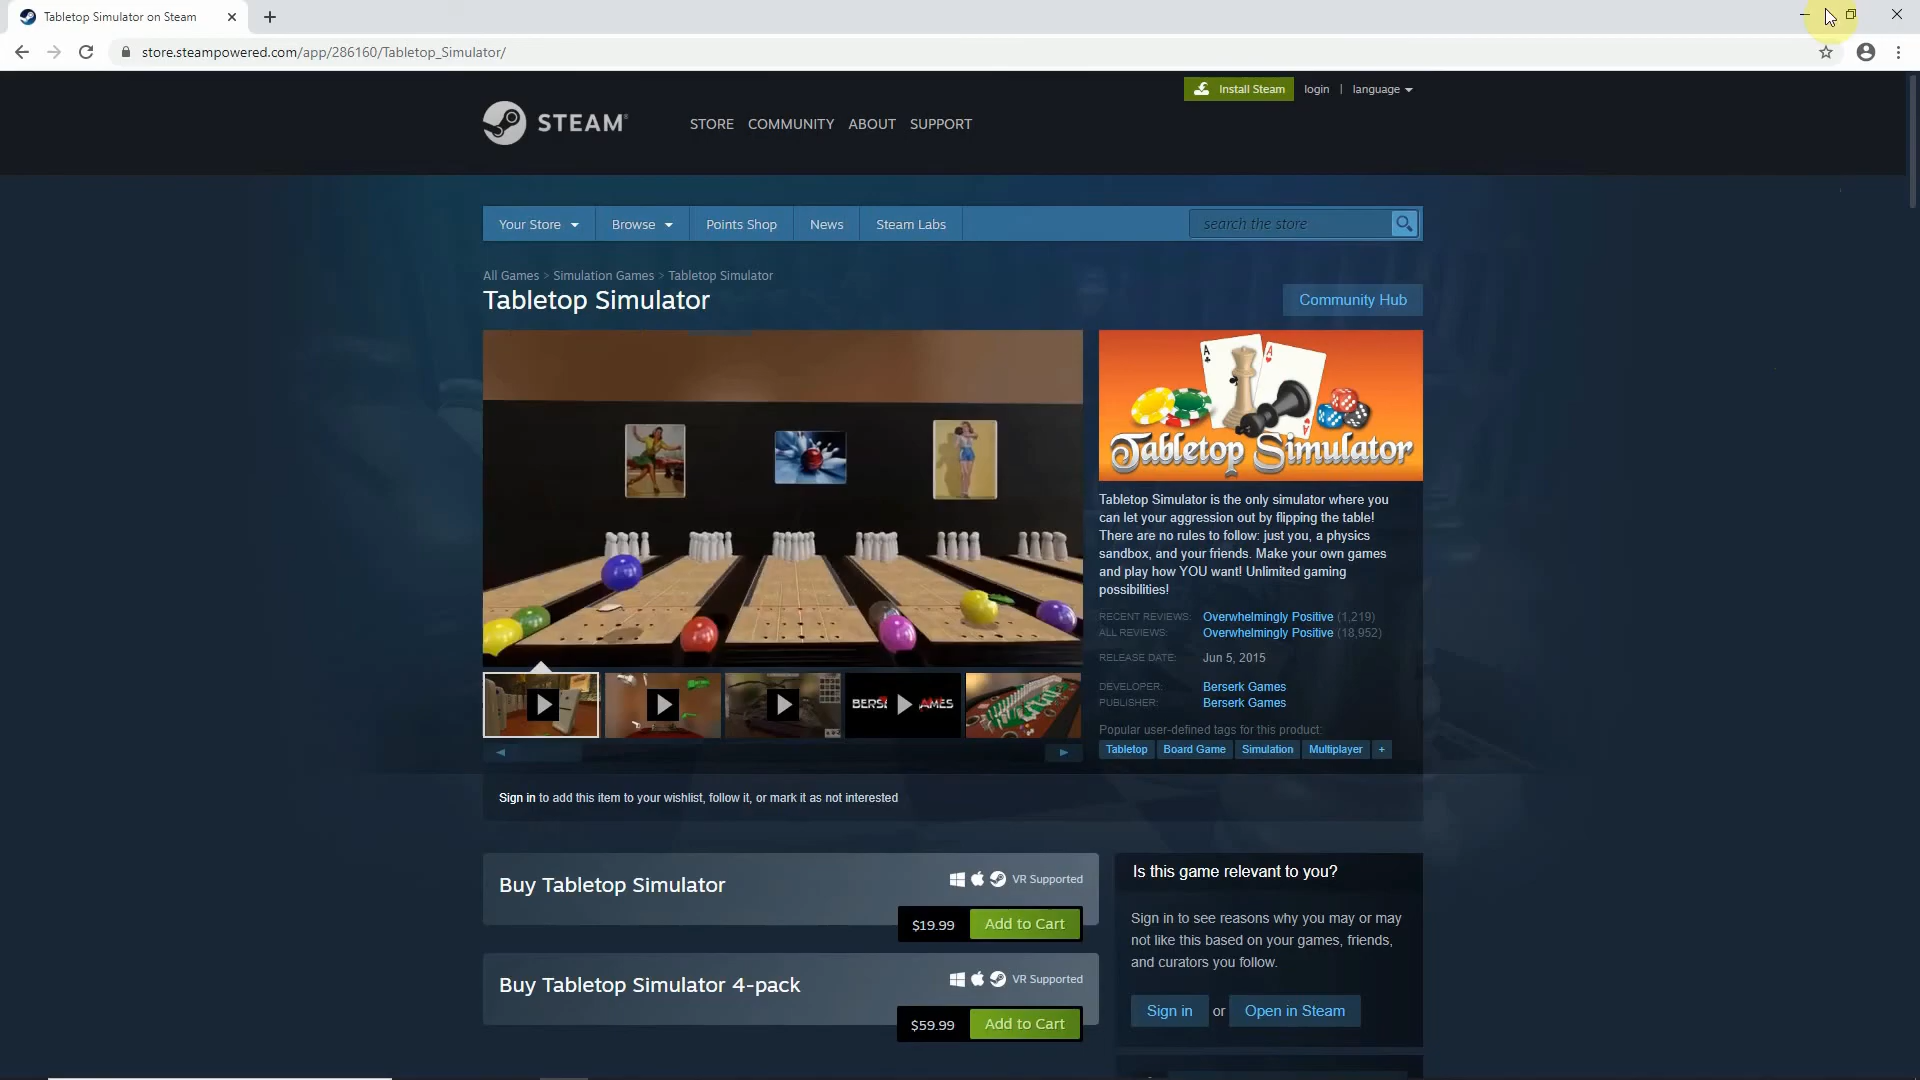 Tabletop Simulator on Steam
store.steampowered.com/app/286160/Tabletop_Simulator/
Install Steam login | language
STEAM
STORE COMMUNITY ABOUT SUPPORT
Your Store Browse Points Shop News Steam Labs search the store
All Games > Simulation Games > Tabletop Simulator
Tabletop Simulator
Community Hub
Tabletop Simulator
Tabletop Simulator is the only simulator where you
can let your aggression out by flipping the table!
There are no rules to follow: just you, a physics
sandbox, and your friends. Make your own games
and play how YOU want! Unlimited gaming
possibilities!
RECENT REVIEWS: Overwhelmingly Positive (1,219)
ALL REVIEWS: Overwhelmingly Positive (18,952)
RELEASE DATE: Jun 5, 2015
DEVELOPER: Berserk Games
PUBLISHER: Berserk Games
Popular user-defined tags for this product:
Tabletop Board Game Simulation Multiplayer +
Sign in to add this item to your wishlist, follow it, or mark it as not interested
Buy Tabletop Simulator
VR Supported
$19.99 Add to Cart
Buy Tabletop Simulator 4-pack
VR Supported
$59.99 Add to Cart
Is this game relevant to you?
Sign in to see reasons why you may or may
not like this based on your games, friends,
and curators you follow.
Sign in or Open in Steam